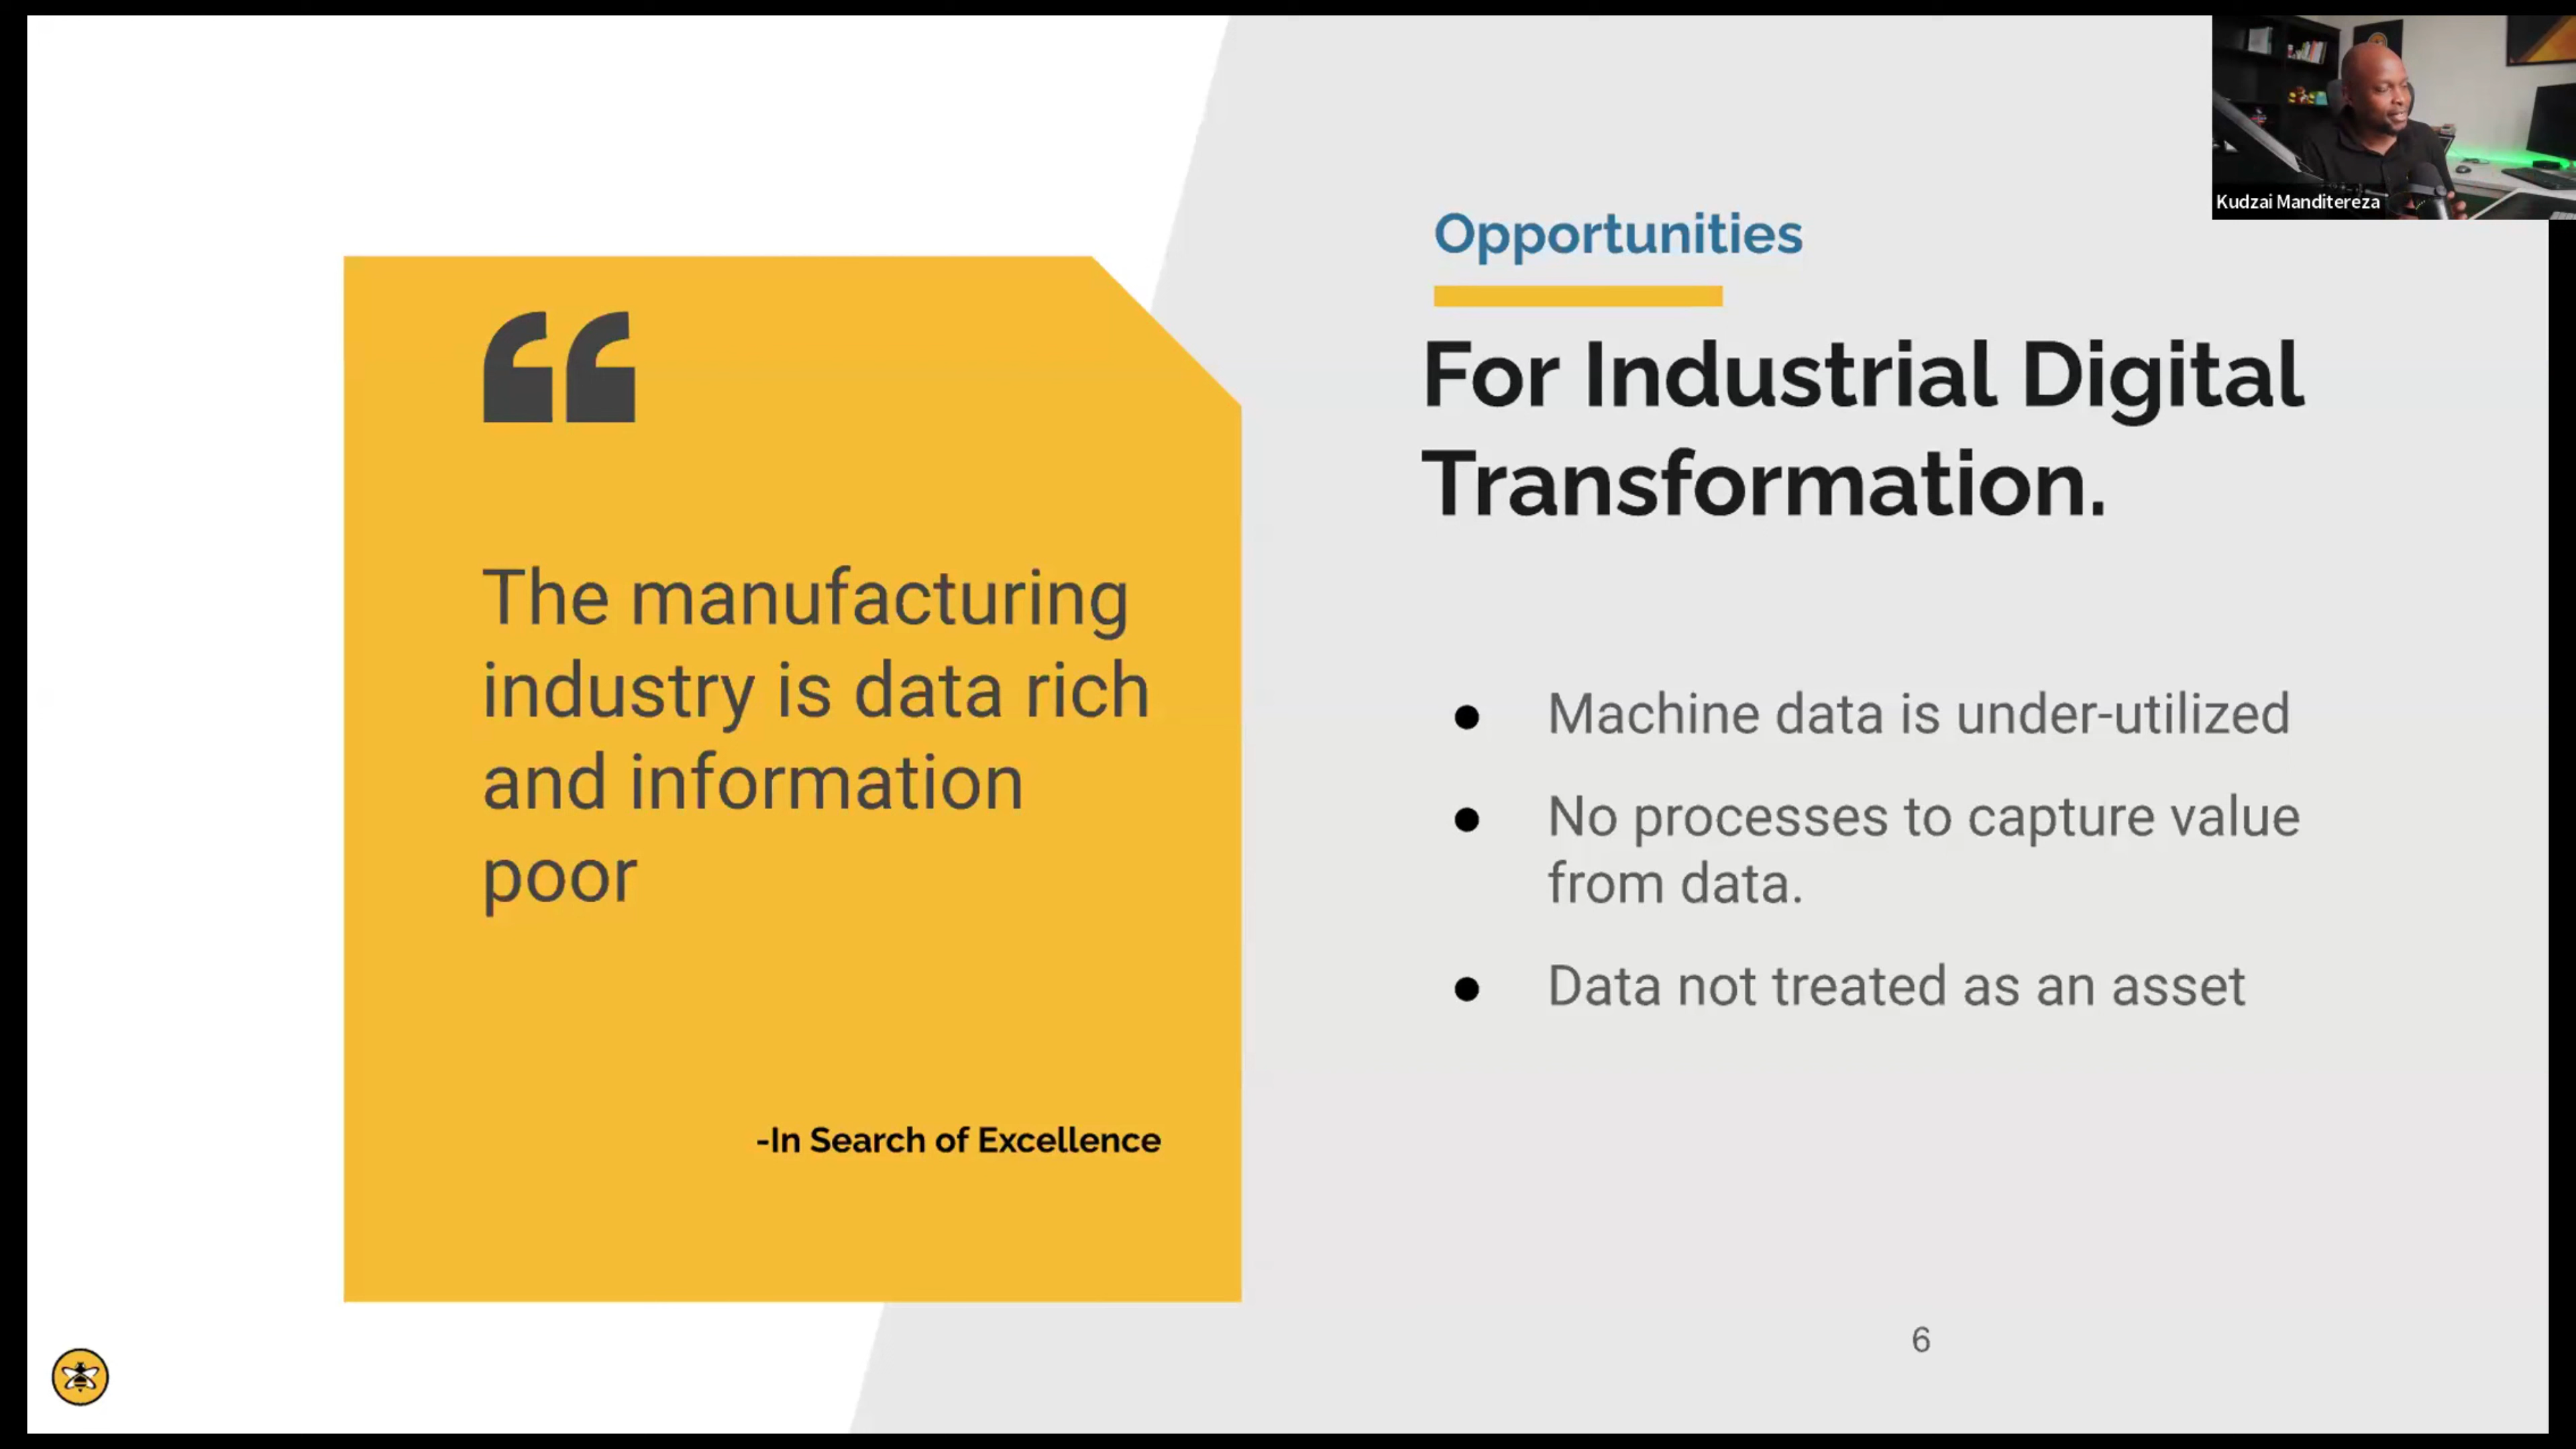 Kudzai Manditereza
Opportunities
For Industrial Digital
Transformation.
“
The manufacturing
industry is data rich
and information
poor
-In Search of Excellence
● Machine data is under-utilized
● No processes to capture value
from data.
● Data not treated as an asset
6